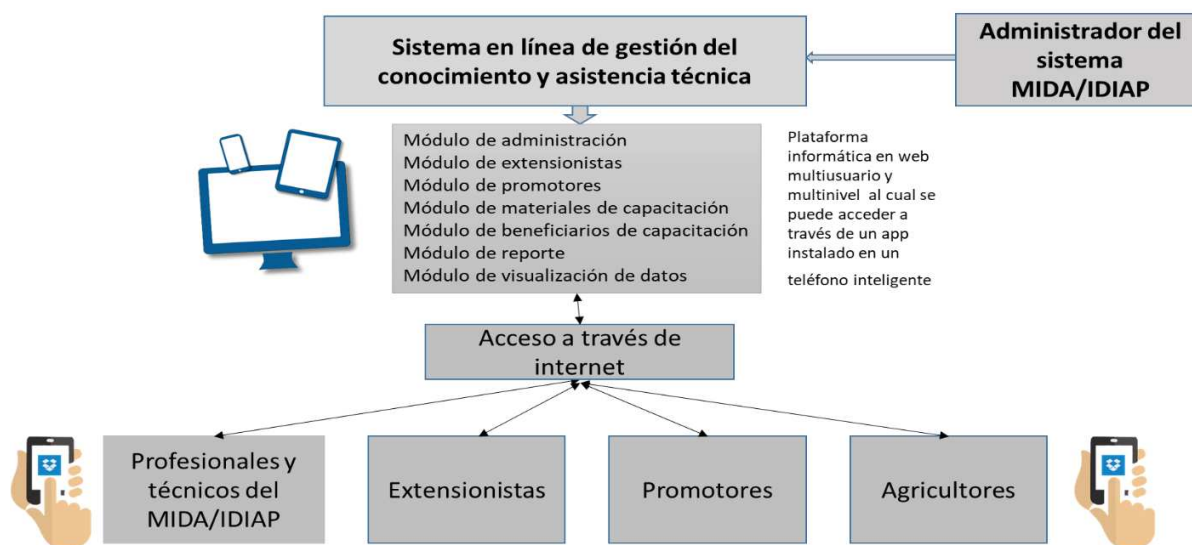 Sistema en línea de gestión del
conocimiento y asistencia técnica
Administrador del
sistema
MIDA/IDIAP
Módulo de administración
Módulo de extensionistas
Módulo de promotores
Módulo de materiales de capacitación
Módulo de beneficiarios de capacitación
Módulo de reporte
Módulo de visualización de datos
Plataforma
informática en web
multiusuario y
multinivel al cual se
puede acceder a
través de un app
instalado en un
teléfono inteligente
Acceso a través de
internet
Profesionales y
técnicos del
MIDA/IDIAP
Extensionistas
Promotores
Agricultores